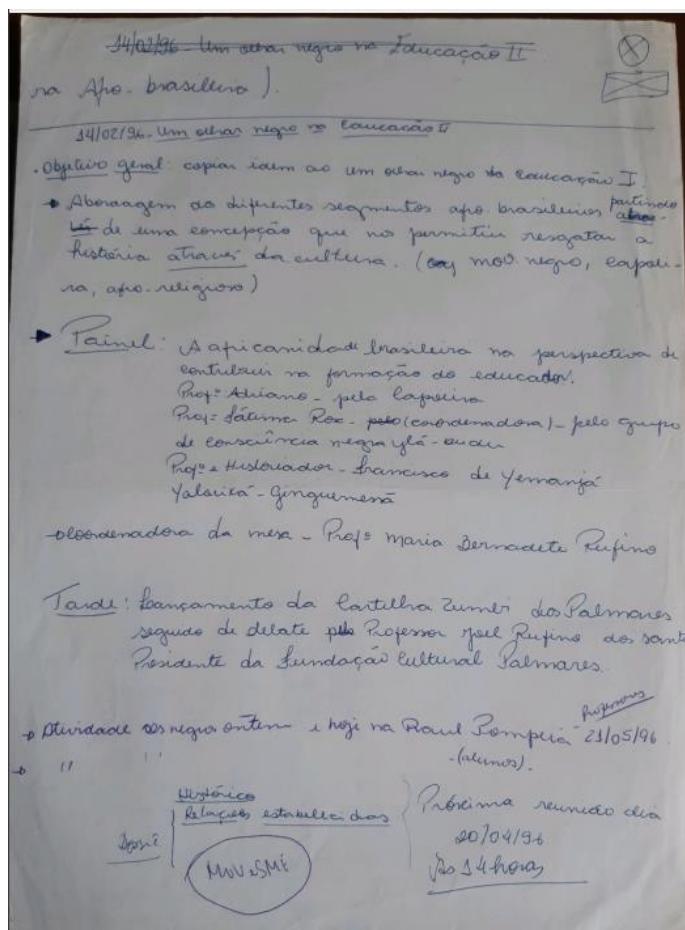 14/02/96 - Um olhar negro na Educação II
na Afro-brasileira ).
14/02/96 - Um olhar negro na Educação II
. Objetivo geral: copiar idem ao um olhar negro da Educação I.
Abordagem do diferentes segmentos afro-brasileiros partindo
de uma concepção que nos permitiu resgatar a
história através da cultura. ( mov. negro, capoei-
ra, afro-religioso)
Painel: A africanidade brasileira na perspectiva de
contribuir na formação do educador.
Profº Adriano - pela Capoeira
Profª Fátima - (coordenadora) - pelo grupo
de consciência negra
Profº e Historiador - Francisco de Yemanjá
Yalorixá -
coordenadora da mesa - Profª Maria Bernadete Rufino
Tarde: Lançamento da Cartilha Zumbi dos Palmares
seguido de debate pelo Professor Joel Rufino dos sant
Presidente da Fundação Cultural Palmares.
Professores
Atividade negra ontem e hoje na Raul Pompeia 21/05/96
" " - (alunos).
Histórico
Relações estabelecidas
Dossiê
MNU e SME
Próxima reunião dia
20/04/96
Às 14 horas